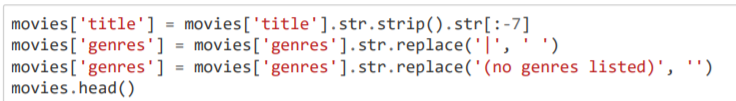 movies['title'] = movies['title'].str.strip().str[:-7]
movies['genres'] = movies['genres'].str.replace('|', ' ')
movies['genres'] = movies['genres'].str.replace('(no genres listed)', '')
movies.head()